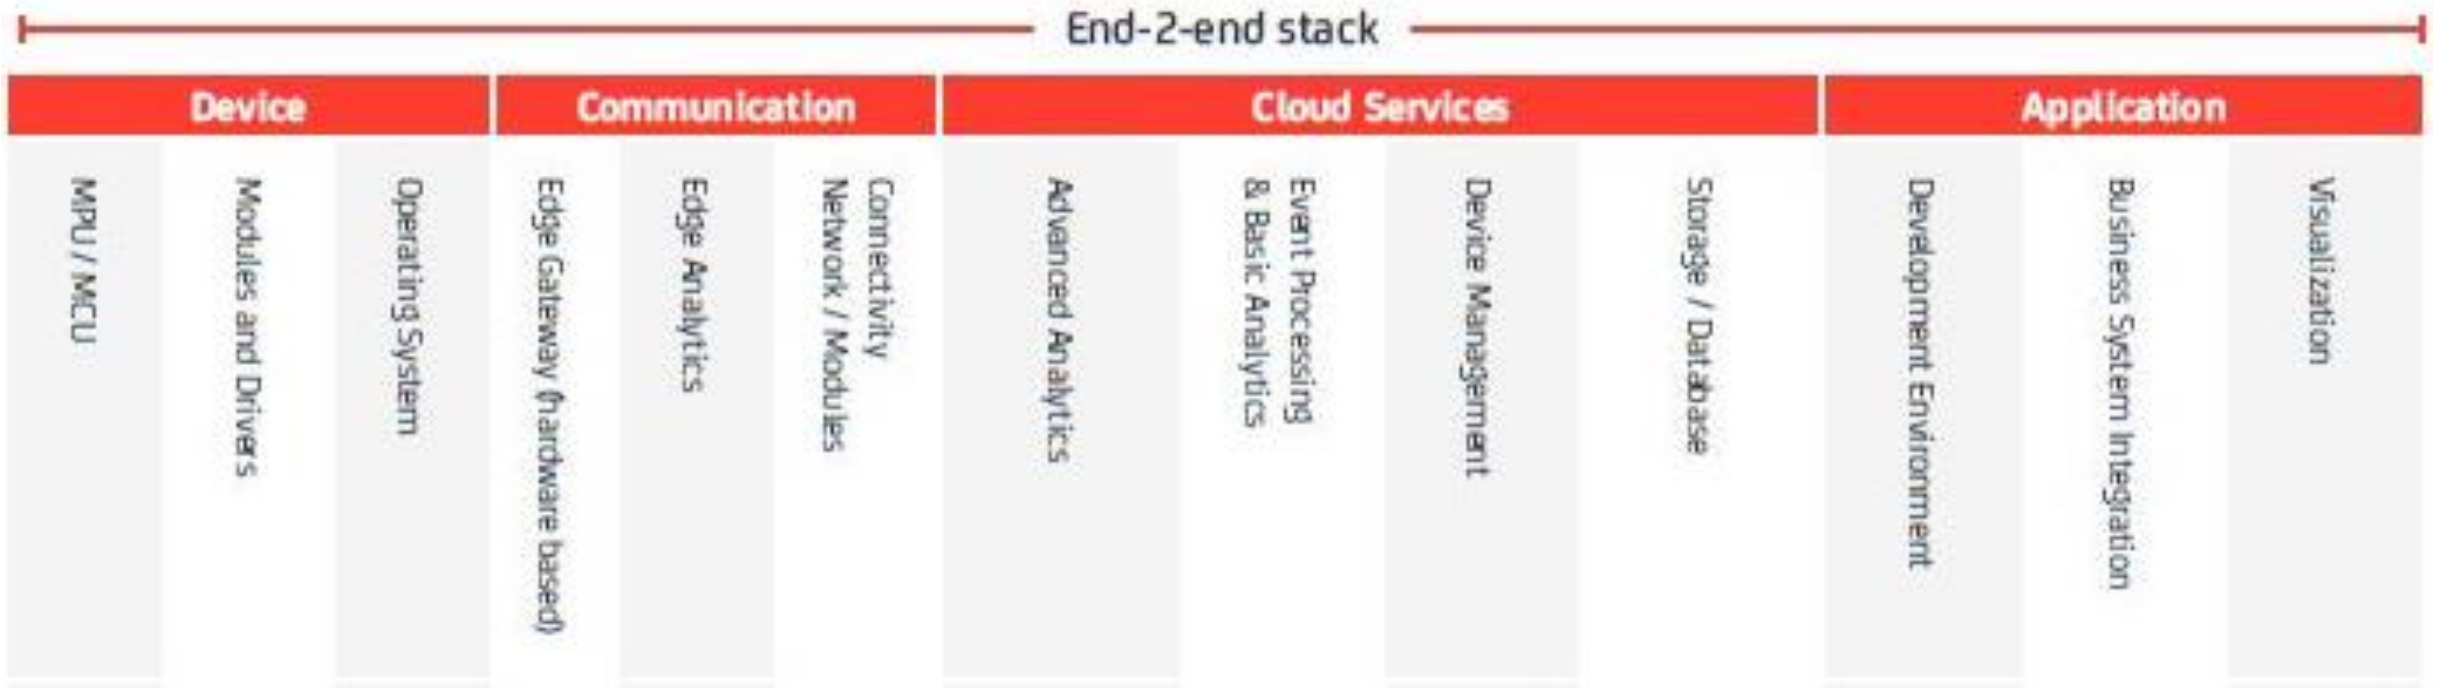 End-2-end stack
Device
Communication
Cloud Services
Application
MPU / MCU
Modules and Drivers
Operating System
Edge Gateway (hardware based)
Edge Analytics
Connectivity
Network / Modules
Advanced Analytics
Event Processing
& Basic Analytics
Device Management
Storage / Database
Development Environment
Business System Integration
Visualization